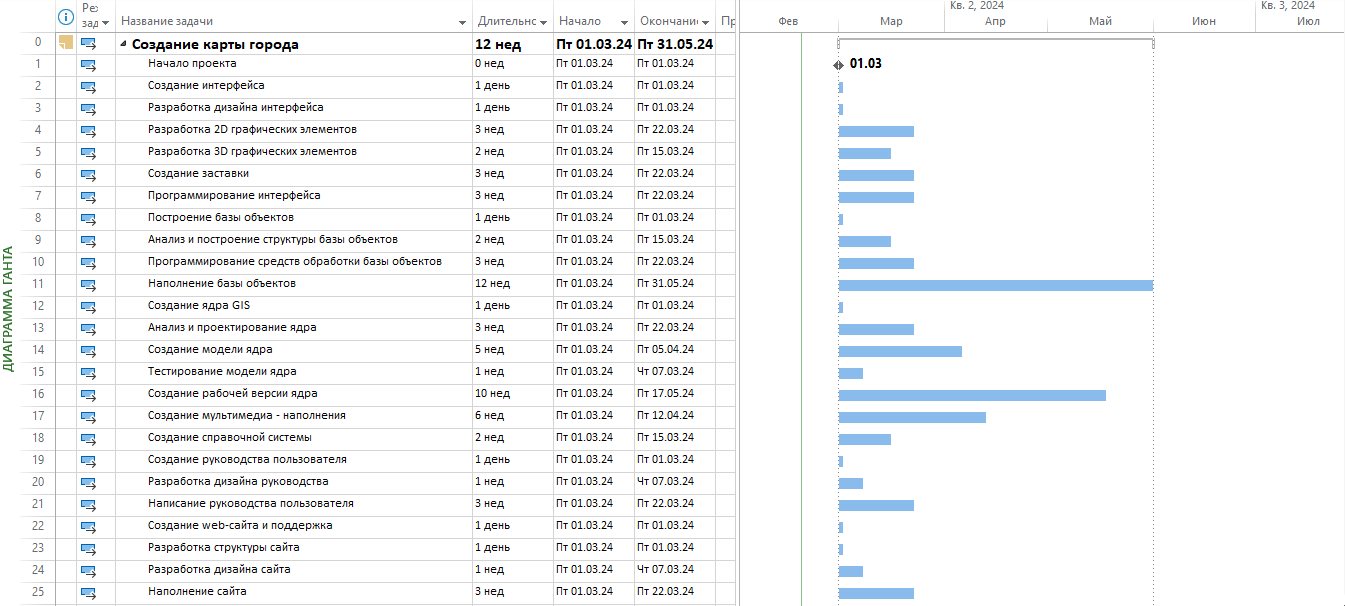 Кв. 2, 2024 Кв. 3, 2024
Ре:
зад Название задачи Длительнс Начало Окончани Пр Фев Мар Апр Май Июн Июл
0 Создание карты города 12 нед Пт 01.03.24 Пт 31.05.24
1 Начало проекта 0 нед Пт 01.03.24 Пт 01.03.24 01.03
2 Создание интерфейса 1 день Пт 01.03.24 Пт 01.03.24
3 Разработка дизайна интерфейса 1 день Пт 01.03.24 Пт 01.03.24
4 Разработка 2D графических элементов 3 нед Пт 01.03.24 Пт 22.03.24
5 Разработка 3D графических элементов 2 нед Пт 01.03.24 Пт 15.03.24
6 Создание заставки 3 нед Пт 01.03.24 Пт 22.03.24
7 Программирование интерфейса 3 нед Пт 01.03.24 Пт 22.03.24
8 Построение базы объектов 1 день Пт 01.03.24 Пт 01.03.24
9 Анализ и построение структуры базы объектов 2 нед Пт 01.03.24 Пт 15.03.24
10 Программирование средств обработки базы объектов 3 нед Пт 01.03.24 Пт 22.03.24
11 Наполнение базы объектов 12 нед Пт 01.03.24 Пт 31.05.24
12 Создание ядра GIS 1 день Пт 01.03.24 Пт 01.03.24
13 Анализ и проектирование ядра 3 нед Пт 01.03.24 Пт 22.03.24
14 Создание модели ядра 5 нед Пт 01.03.24 Пт 05.04.24
15 Тестирование модели ядра 1 нед Пт 01.03.24 Чт 07.03.24
16 Создание рабочей версии ядра 10 нед Пт 01.03.24 Пт 17.05.24
17 Создание мультимедиа - наполнения 6 нед Пт 01.03.24 Пт 12.04.24
18 Создание справочной системы 2 нед Пт 01.03.24 Пт 15.03.24
19 Создание руководства пользователя 1 день Пт 01.03.24 Пт 01.03.24
20 Разработка дизайна руководства 1 нед Пт 01.03.24 Чт 07.03.24
21 Написание руководства пользователя 3 нед Пт 01.03.24 Пт 22.03.24
22 Создание web-сайта и поддержка 1 день Пт 01.03.24 Пт 01.03.24
23 Разработка структуры сайта 1 день Пт 01.03.24 Пт 01.03.24
24 Разработка дизайна сайта 1 нед Пт 01.03.24 Чт 07.03.24
25 Наполнение сайта 3 нед Пт 01.03.24 Пт 22.03.24
ДИАГРАММА ГАНТА